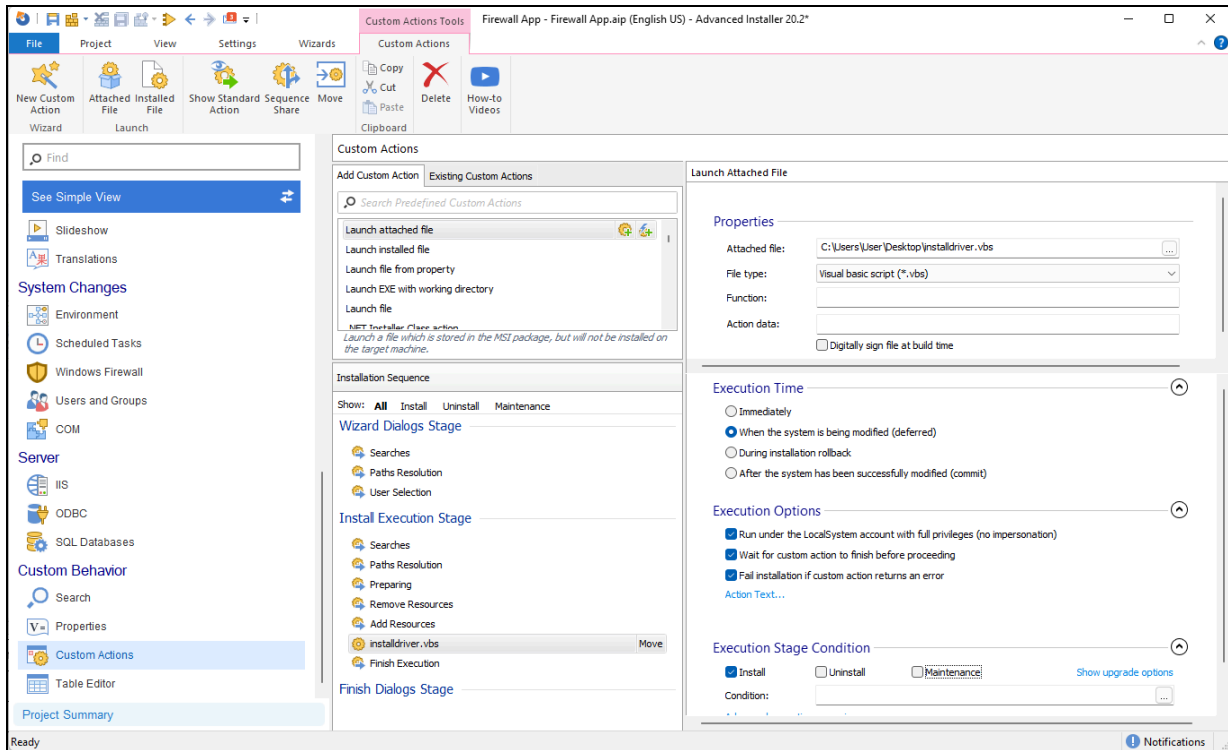 Custom Actions Tools
Firewall App - Firewall App.aip (English US) - Advanced Installer 20.2*
File Project View Settings Wizards Custom Actions
New Custom Action
Attached File
Installed File
Show Standard Action
Sequence Share
Move
Copy
Cut
Paste
Delete
How-to Videos
Wizard Launch Clipboard
Find
See Simple View
Slideshow
Translations
System Changes
Environment
Scheduled Tasks
Windows Firewall
Users and Groups
COM
Server
IIS
ODBC
SQL Databases
Custom Behavior
Search
Properties
Custom Actions
Table Editor
Project Summary
Custom Actions
Add Custom Action Existing Custom Actions
Search Predefined Custom Actions
Launch attached file
Launch installed file
Launch file from property
Launch EXE with working directory
Launch file
.NET Installer Class action
Launch a file which is stored in the MSI package, but will not be installed on
the target machine.
Installation Sequence
Show: All Install Uninstall Maintenance
Wizard Dialogs Stage
Searches
Paths Resolution
User Selection
Install Execution Stage
Searches
Paths Resolution
Preparing
Remove Resources
Add Resources
installdriver.vbs Move
Finish Execution
Finish Dialogs Stage
Launch Attached File
Properties
Attached file: C:\Users\User\Desktop\installdriver.vbs ...
File type: Visual basic script (*.vbs)
Function:
Action data:
Digitally sign file at build time
Execution Time
Immediately
When the system is being modified (deferred)
During installation rollback
After the system has been successfully modified (commit)
Execution Options
Run under the LocalSystem account with full privileges (no impersonation)
Wait for custom action to finish before proceeding
Fail installation if custom action returns an error
Action Text...
Execution Stage Condition
Install Uninstall Maintenance Show upgrade options
Condition: ...
Ready
Notifications